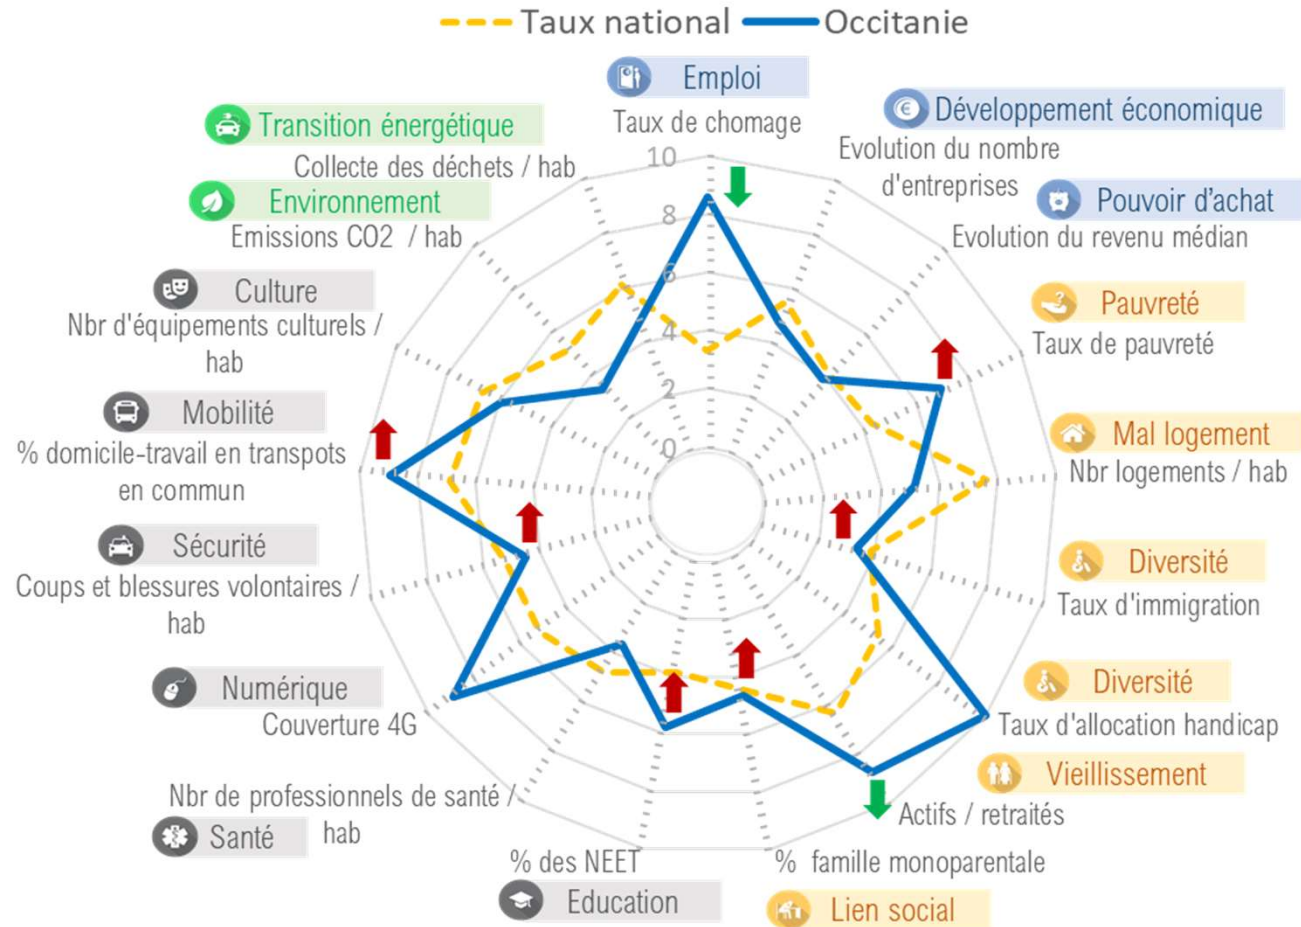 Taux national
Occitanie
Emploi
Taux de chomage
Développement économique
Evolution du nombre
d'entreprises
Pouvoir d'achat
Evolution du revenu médian
Pauvreté
Taux de pauvreté
Mal logement
Nbr logements / hab
Diversité
Taux d'immigration
Diversité
Taux d'allocation handicap
Vieillissement
Actifs / retraités
% famille monoparentale
Lien social
% des NEET
Education
Nbr de professionnels de santé /
hab
Santé
Numérique
Couverture 4G
Sécurité
Coups et blessures volontaires /
hab
Mobilité
% domicile-travail en transpots
en commun
Culture
Nbr d'équipements culturels /
hab
Environnement
Emissions CO2 / hab
Transition énergétique
Collecte des déchets / hab
10
8
6
4
2
0